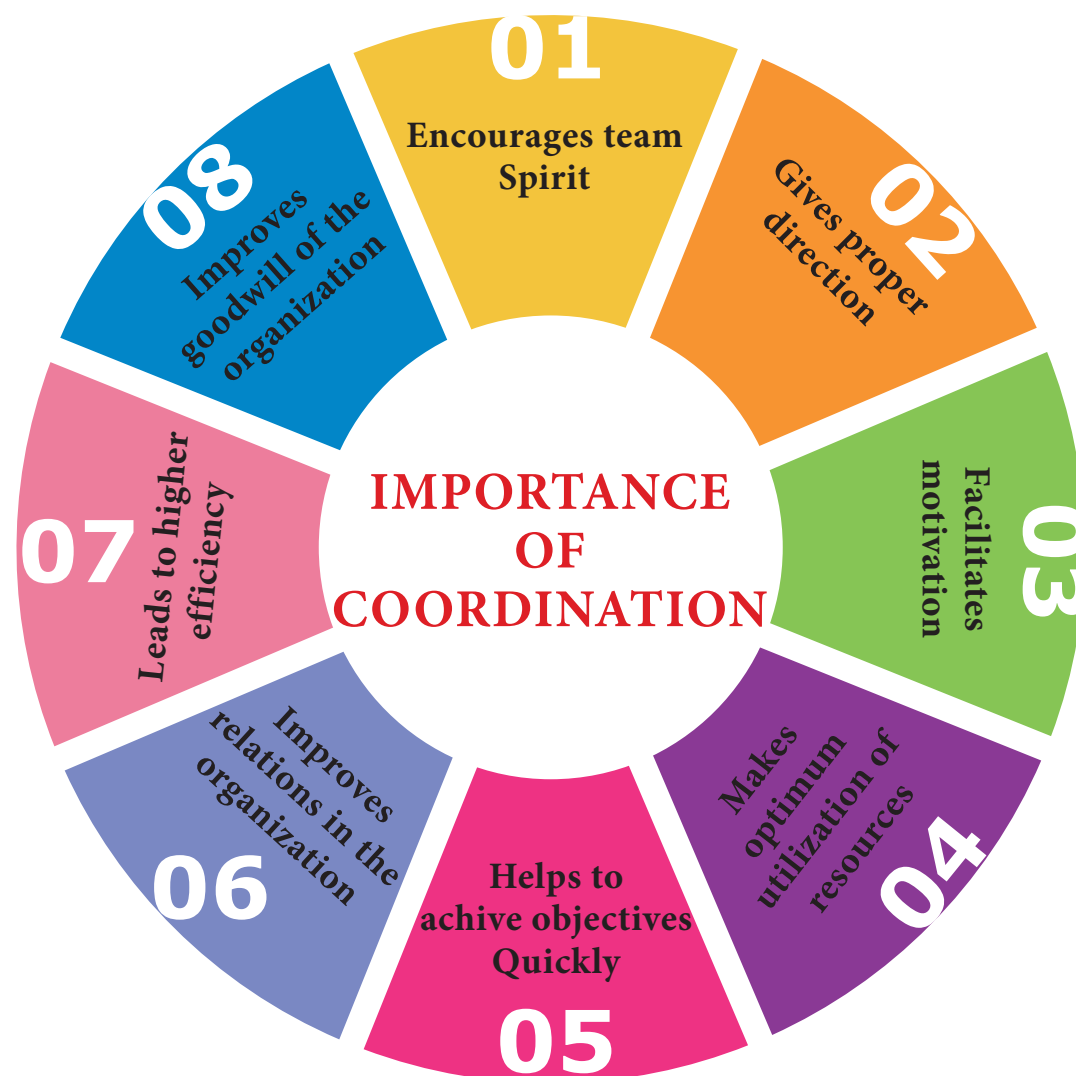 IMPORTANCE
OF
COORDINATION
01
Encourages team
Spirit
02
Gives proper
direction
03
Facilitates
motivation
04
Makes
optimum
utilization of
resources
Helps to
achive objectives
Quickly
05
Improves
relations in the
organization
06
07
Leads to higher
efficiency
08
Improves
goodwill of the
organization